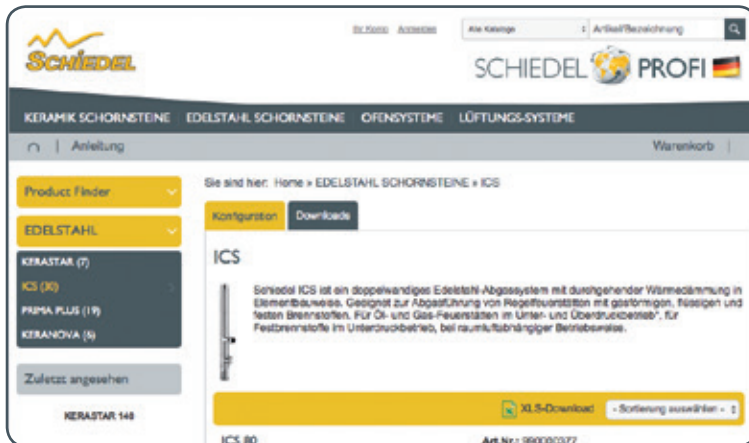 Ihr Konto Anmelden Alle Kataloge Artikel/Bezeichnung
SCHIEDEL
SCHIEDEL PROFI
KERAMIK SCHORNSTEINE EDELSTAHL SCHORNSTEINE OFENSYSTEME LÜFTUNGS-SYSTEME
Anleitung Warenkorb
Product Finder
EDELSTAHL
KERASTAR (7)
ICS (30)
PRIMA PLUS (19)
KERANOVA (5)
Zuletzt angesehen
KERASTAR 140
Sie sind hier: Home » EDELSTAHL SCHORNSTEINE » ICS
Konfiguration Downloads
ICS
Schiedel ICS ist ein doppelwandiges Edelstahl-Abgassystem mit durchgehender Wärmedämmung in
Elementbauweise. Geeignet zur Abgasführung von Regelfeuerstätten mit gasförmigen, flüssigen und
festen Brennstoffen. Für Öl- und Gas-Feuerstätten im Unter- und Überdruckbetrieb*, für
Festbrennstoffe im Unterdruckbetrieb, bei raumluftabhängiger Betriebsweise.
XLS-Download - Sortierung auswählen -
ICS 80 Art.Nr.: